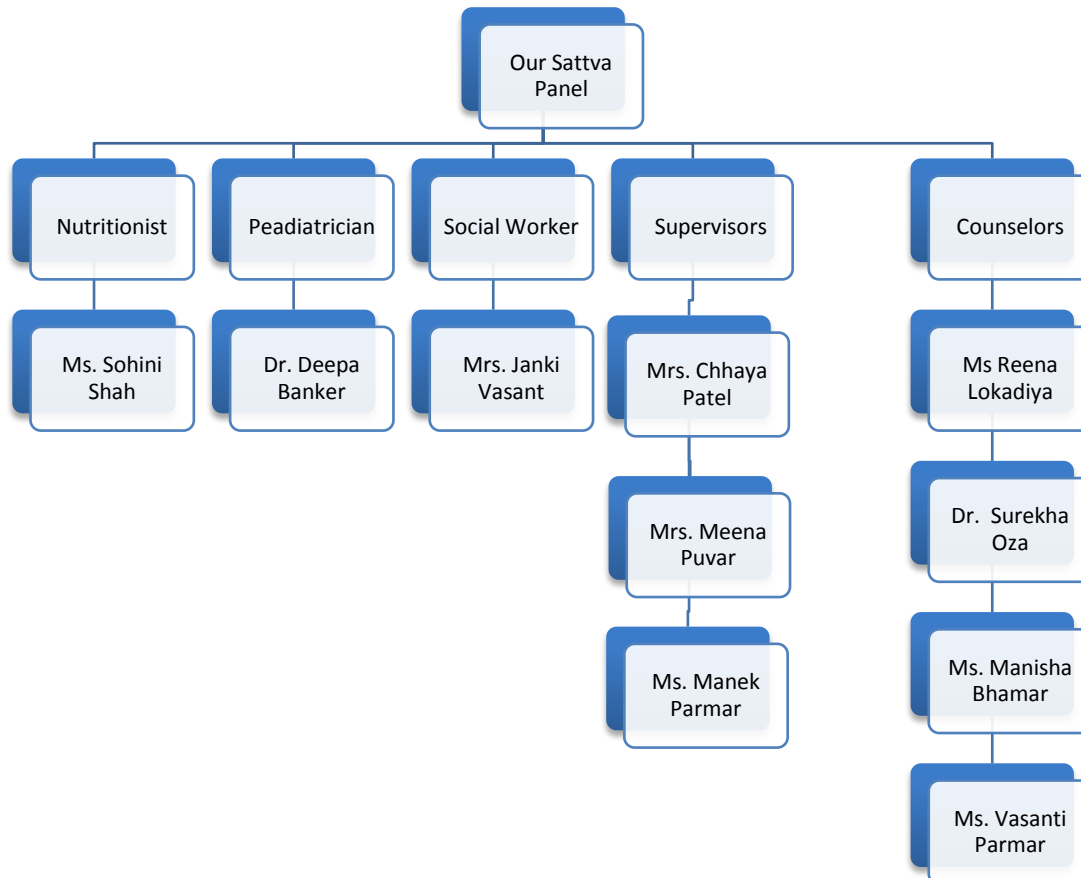 Our Sattva
Panel
Nutritionist
Peadiatrician
Social Worker
Supervisors
Counselors
Ms. Sohini
Shah
Dr. Deepa
Banker
Mrs. Janki
Vasant
Mrs. Chhaya
Patel
Ms Reena
Lokadiya
Mrs. Meena
Puvar
Dr.  Surekha
Oza
Ms. Manek
Parmar
Ms. Manisha
Bhamar
Ms. Vasanti
Parmar